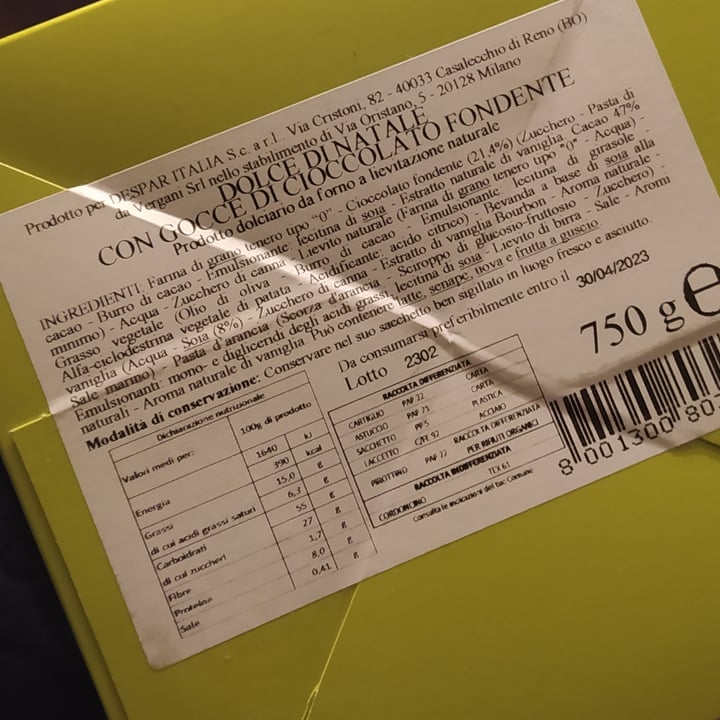 Prodotto per DESPAR ITALIA S.c. a r.l. Via Cristoni, 82 - 40033 Casalecchio di Reno (BO)
da Vergani Srl nello stabilimento di Via Oristano, 5 - 20128 Milano
DOLCE DI NATALE
CON GOCCE DI CIOCCOLATO FONDENTE
Prodotto dolciario da forno a lievitazione naturale
INGREDIENTI: Farina di grano tenero tipo "0" - Cioccolato fondente (21,4%) (Zucchero - Pasta di
cacao - Burro di cacao - Emulsionante: lecitina di soia - Estratto naturale di vaniglia. Cacao 47%
minimo) - Acqua - Zucchero di canna - Lievito naturale (Farina di grano tenero tipo "0" - Acqua) -
Grasso vegetale (Olio di oliva - Burro di cacao - Emulsionante: lecitina di girasole -
Alfa-ciclodestrina vegetale di patata - Acidificante: acido citrico) - Bevanda a base di soia alla
vaniglia (Acqua - Soia (8%) - Zucchero di canna - Estratto di vaniglia Bourbon - Aroma naturale -
Sale marino) - Pasta d'arancia (Scorza d'arancia - Sciroppo di glucosio-fruttosio - Zucchero) -
Emulsionanti: mono- e digliceridi degli acidi grassi, lecitina di soia - Lievito di birra - Sale - Aromi
naturali - Aroma naturale di vaniglia. Può contenere latte, senape, uova e frutta a guscio.
Modalità di conservazione: Conservare nel suo sacchetto ben sigillato in luogo fresco e asciutto.
Da consumarsi preferibilmente entro il 30/04/2023
Lotto 2302
750 g e
Dichiarazione nutrizionale
Valori medi per: 100g di prodotto
Energia 1640 kJ
390 kcal
Grassi 15,0 g
di cui acidi grassi saturi 6,3 g
Carboidrati 55 g
di cui zuccheri 27 g
Fibre 1,7 g
Proteine 8,0 g
Sale 0,41 g
RACCOLTA DIFFERENZIATA
CARTIGLIO PAP 22 CARTA
ASTUCCIO PAP 21 CARTA
SACCHETTO PP 5 PLASTICA
LACCETTO C/FE 92 ACCIAIO
PIROTTINO PAP 22 RACCOLTA DIFFERENZIATA
PER RIFIUTI ORGANICI
RACCOLTA INDIFFERENZIATA
CORDONCINO TEX 61
Consulta le indicazioni del tuo Comune
8 001300 80